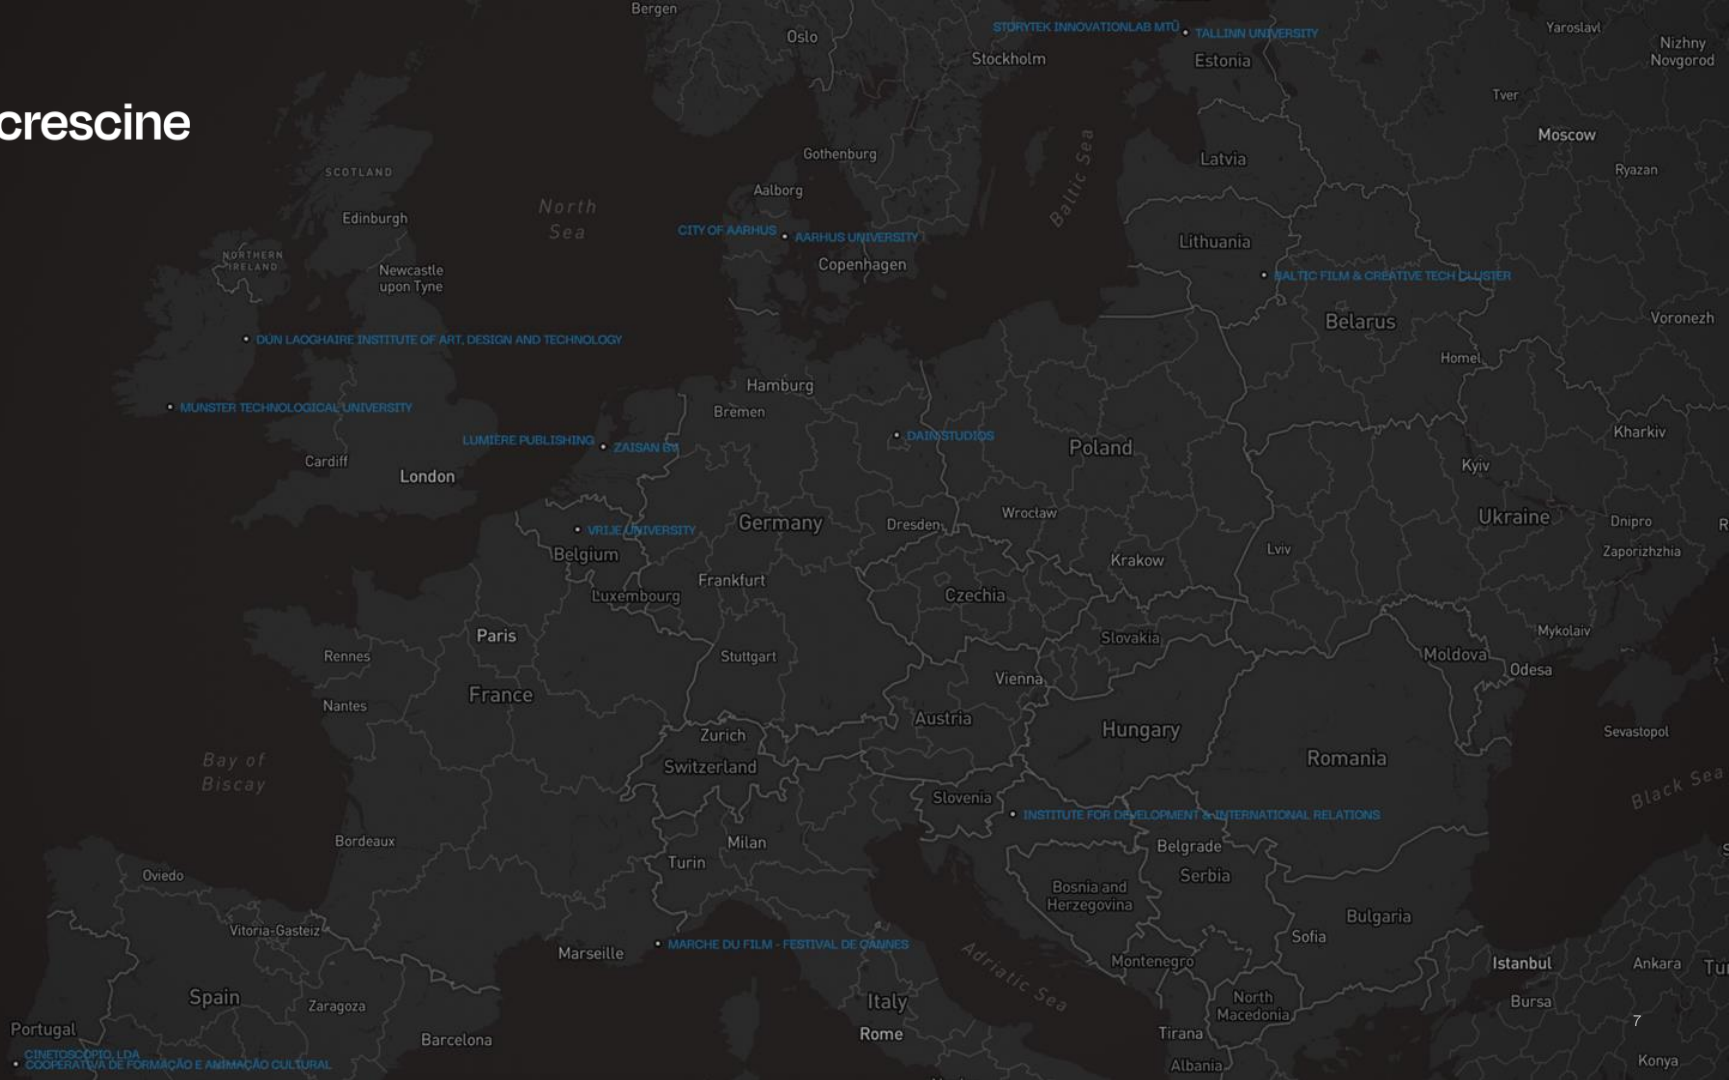 Bergen
Oslo
Stockholm
STORYTEK INNOVATIONLAB MTÜ
TALLINN UNIVERSITY
Estonia
Yaroslavl
Nizhny
Novgorod
Tver
crescine
Moscow
Gothenburg
Latvia
Ryazan
SCOTLAND
Aalborg
Baltic Sea
Edinburgh
North
Sea
CITY OF AARHUS
AARHUS UNIVERSITY
Lithuania
NORTHERN
IRELAND
Newcastle
upon Tyne
Copenhagen
BALTIC FILM & CREATIVE TECH CLUSTER
Belarus
Voronezh
DÚN LAOGHAIRE INSTITUTE OF ART, DESIGN AND TECHNOLOGY
Homel
Hamburg
Bremen
MUNSTER TECHNOLOGICAL UNIVERSITY
LUMIERE PUBLISHING
ZAISAN BV
DAIN STUDIOS
Poland
Kharkiv
Cardiff
London
Kyiv
Germany
Dresden
Wrocław
Ukraine
Dnipro
VRIJE UNIVERSITY
Belgium
Krakow
Lviv
Zaporizhzhia
Frankfurt
Luxembourg
Czechia
Paris
Slovakia
Mykolaiv
Rennes
Stuttgart
Moldova
Odesa
France
Vienna
Nantes
Austria
Zurich
Hungary
Sevastopol
Switzerland
Romania
Bay of
Biscay
Slovenia
Black Sea
INSTITUTE FOR DEVELOPMENT & INTERNATIONAL RELATIONS
Bordeaux
Milan
Belgrade
Turin
Oviedo
Serbia
Bosnia and
Herzegovina
Bulgaria
Vitoria-Gasteiz
Sofia
Marseille
MARCHE DU FILM - FESTIVAL DE CANNES
Adriatic Sea
Montenegro
Istanbul
Ankara
Spain
Zaragoza
Italy
North
Macedonia
Bursa
Portugal
Barcelona
Rome
Tirana
7
CINETOSCÓPIO, LDA
COOPERATIVA DE FORMAÇÃO E ANIMAÇÃO CULTURAL
Albania
Konya